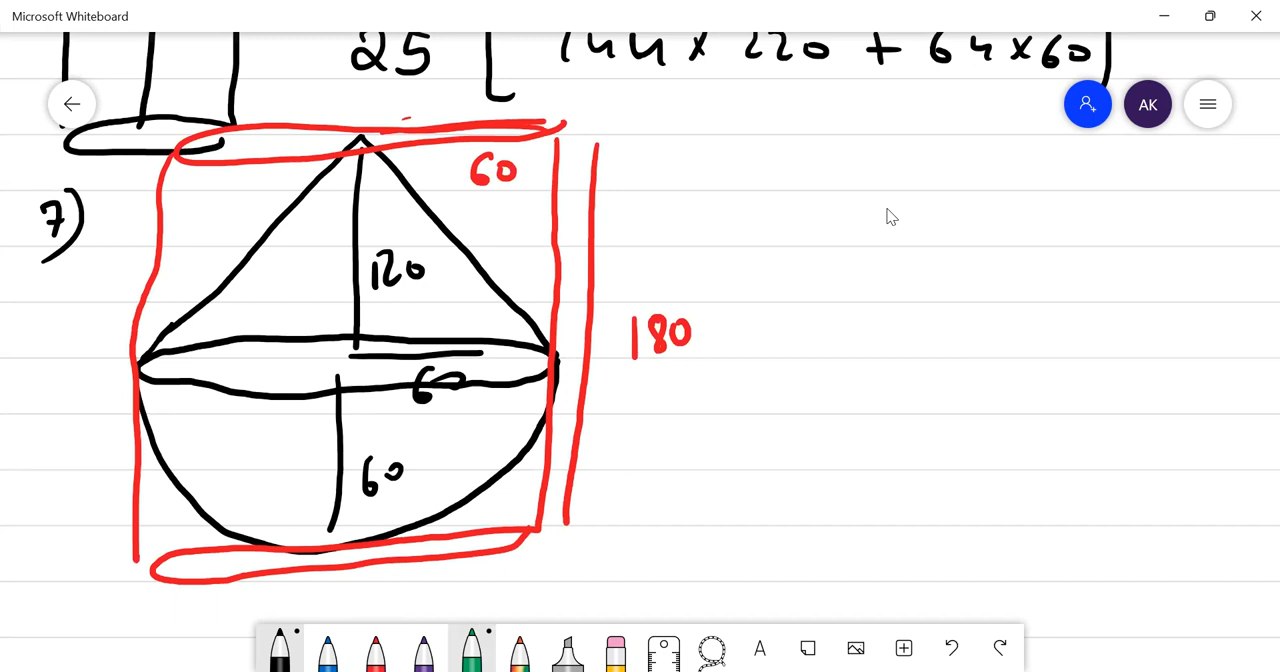 Microsoft Whiteboard
25 [ 144 × 220 + 64 × 60 ]
AK
60
7)
120
180
60
60
A